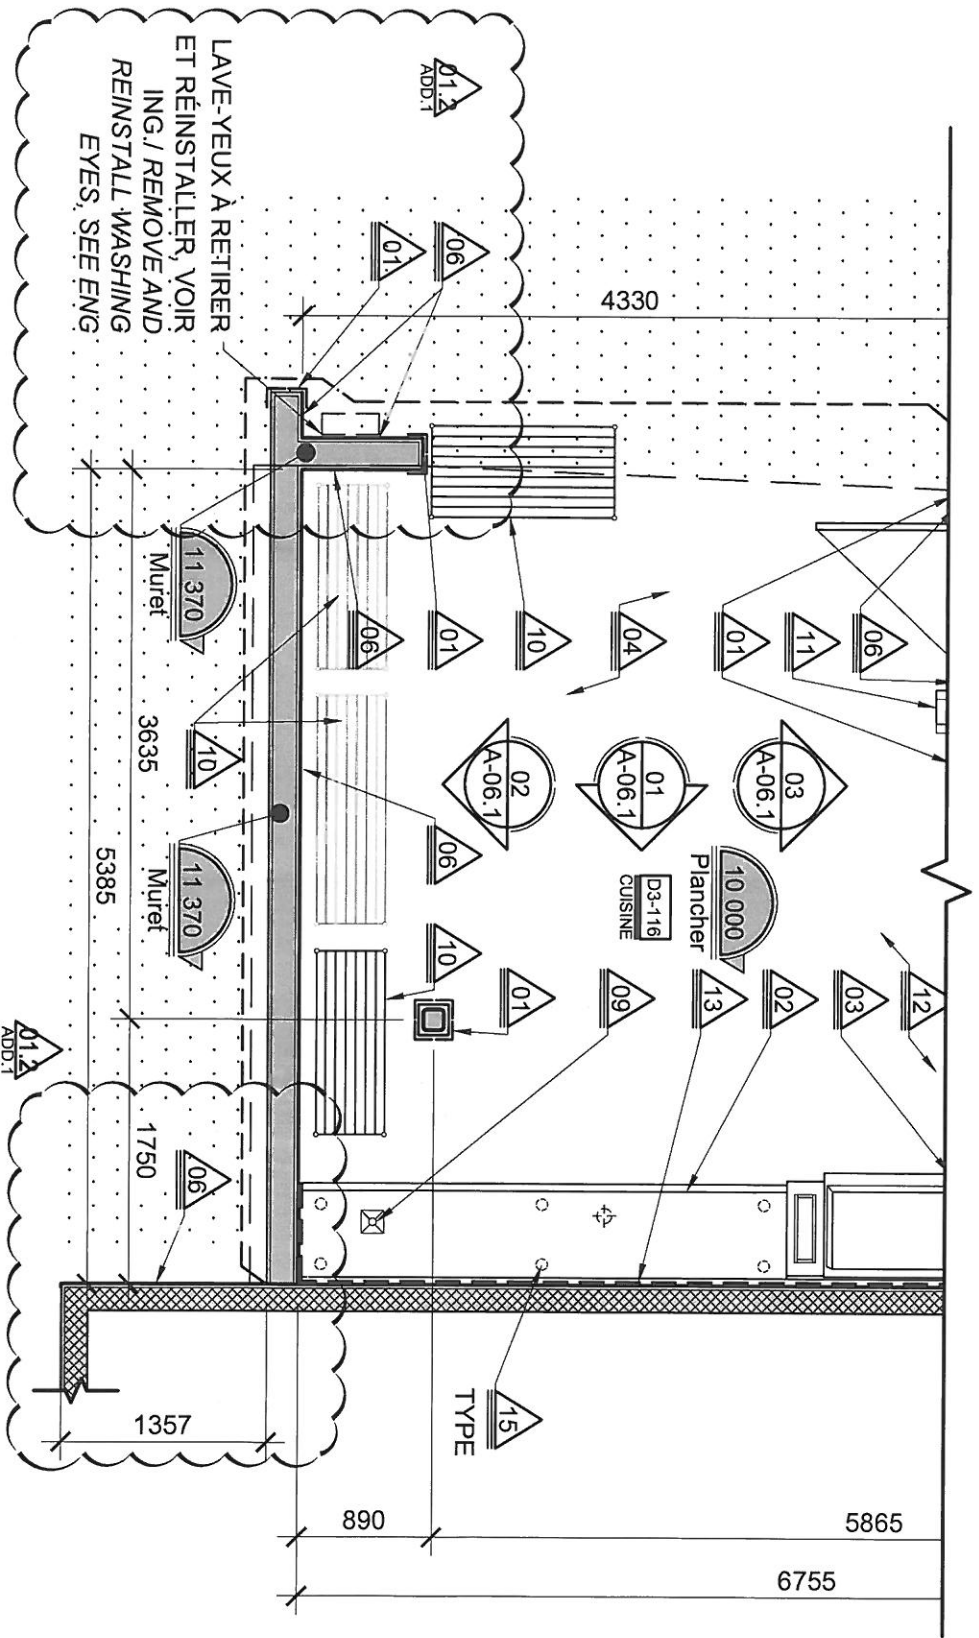 01.2
ADD.1
LAVE-YEUX À RETIRER
ET RÉINSTALLER, VOIR
ING./ REMOVE AND
REINSTALL WASHING
EYES, SEE ENG
01
06
4330
06
01
10
04
01
11
06
11 370
Muret
10
3635
5385
02
A-06.1
01
A-06.1
03
A-06.1
11 370
Muret
06
10
D3-116
CUISINE
10 000
Plancher
01
09
13
02
03
12
01.2
ADD.1
1750
06
15
TYPE
1357
890
5865
6755